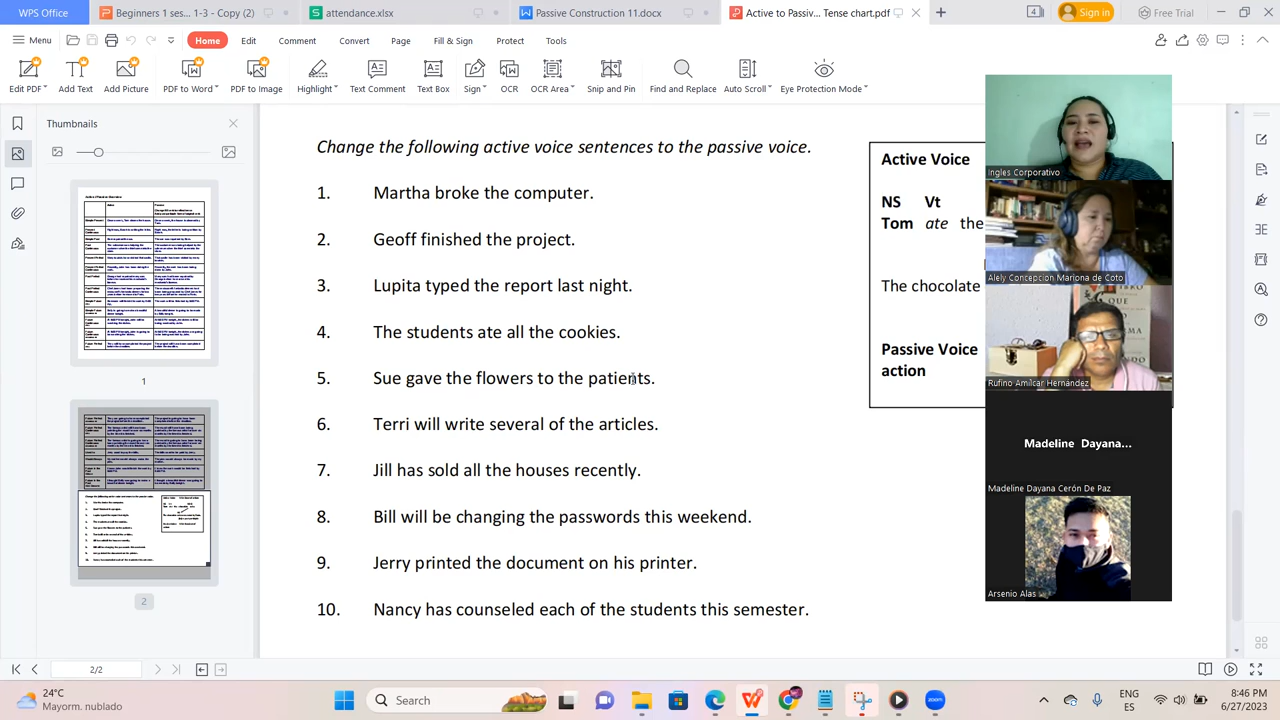 WPS Office
Beginners 1 ... 1-3 - Copy (2)
attendance.xlsx
Passive Construction 11.docx
Active to Passiv... Tense chart.pdf
Sign in
Free Trial
Menu
Home
Edit
Comment
Convert
Page
Fill & Sign
Protect
Tools
Edit PDF
Add Text
Add Picture
PDF to Word
PDF to Image
Highlight
Text Comment
Text Box
Sign
OCR
OCR Area
Snip and Pin
Find and Replace
Auto Scroll
Eye Protection Mode
Thumbnails
1
2
Change the following active voice sentences to the passive voice.
1. Martha broke the computer.
2. Geoff finished the project.
3. Lupita typed the report last night.
4. The students ate all the cookies.
5. Sue gave the flowers to the patients.
6. Terri will write several of the articles.
7. Jill has sold all the houses recently.
8. Bill will be changing the passwords this weekend.
9. Jerry printed the document on his printer.
10. Nancy has counseled each of the students this semester.
Active Voice
NS Vt
Tom ate the
The chocolate
Passive Voice
action
Ingles Corporativo
Alely Concepcion Mariona de Coto
Rufino Amílcar Hernández
Madeline Dayana...
Madeline Dayana Cerón De Paz
Arsenio Alas
2/2
24°C
Mayorm. nublado
Search
ENG
ES
8:46 PM
6/27/2023